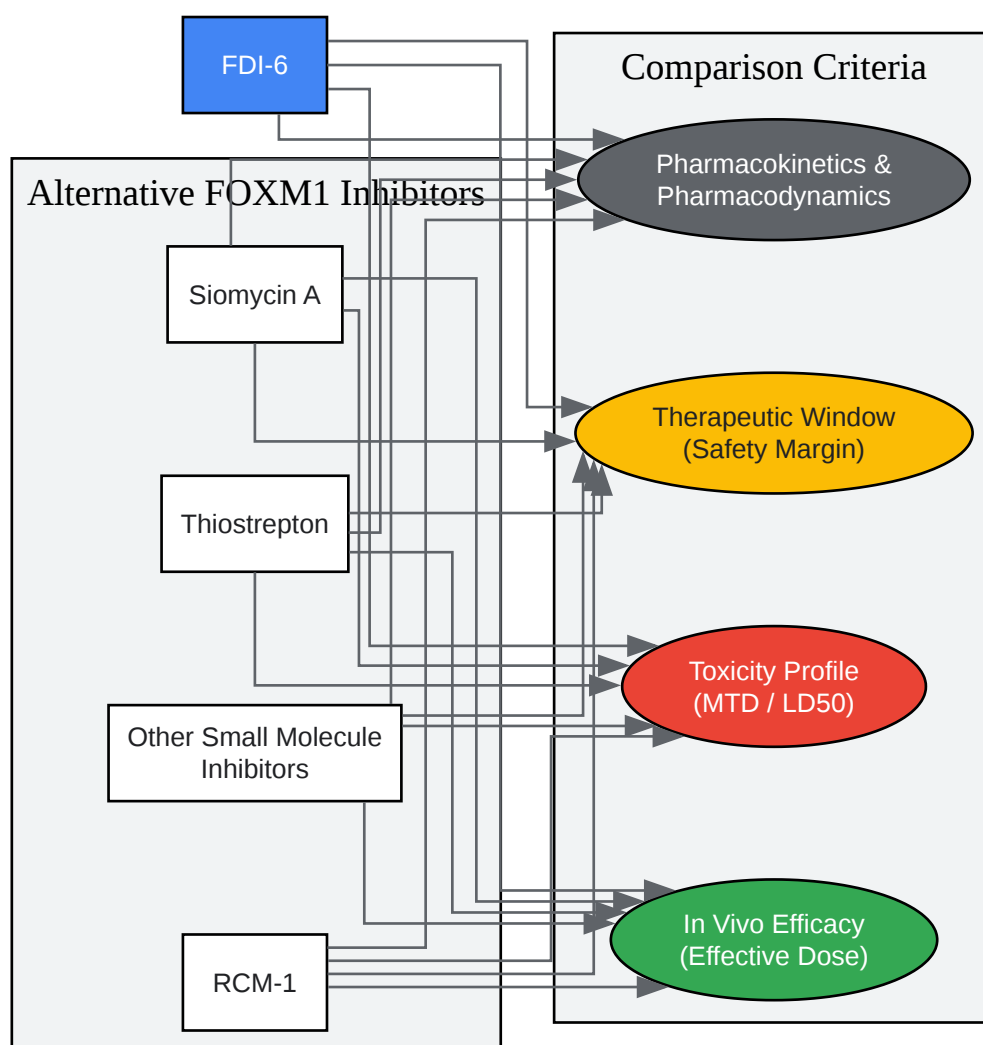 FDI-6
Alternative FOXM1 Inhibitors
Siomycin A
Thiostrepton
Other Small Molecule
Inhibitors
RCM-1
Comparison Criteria
Pharmacokinetics &
Pharmacodynamics
Therapeutic Window
(Safety Margin)
Toxicity Profile
(MTD / LD50)
In Vivo Efficacy
(Effective Dose)